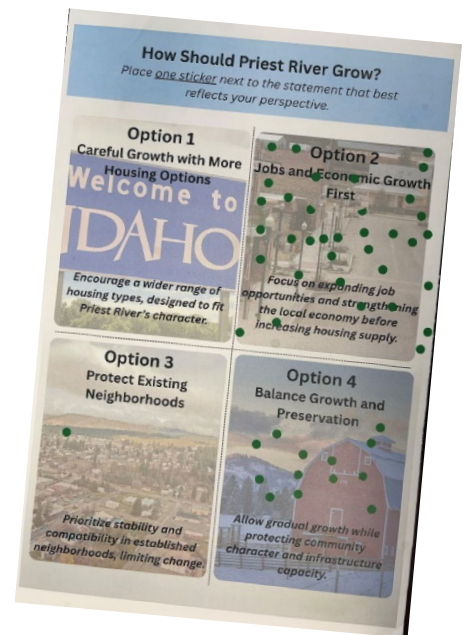 How Should Priest River Grow?
Place one sticker next to the statement that best
reflects your perspective.
Option 1
Careful Growth with More
Housing Options
Welcome to
IDAHO
Encourage a wider range of
housing types, designed to fit
Priest River's character.
Option 2
Jobs and Economic Growth
First
Focus on expanding job
opportunities and strengthening
the local economy before
increasing housing supply.
Option 3
Protect Existing
Neighborhoods
Prioritize stability and
compatibility in established
neighborhoods, limiting change.
Option 4
Balance Growth and
Preservation
Allow gradual growth while
protecting community
character and infrastructure
capacity.